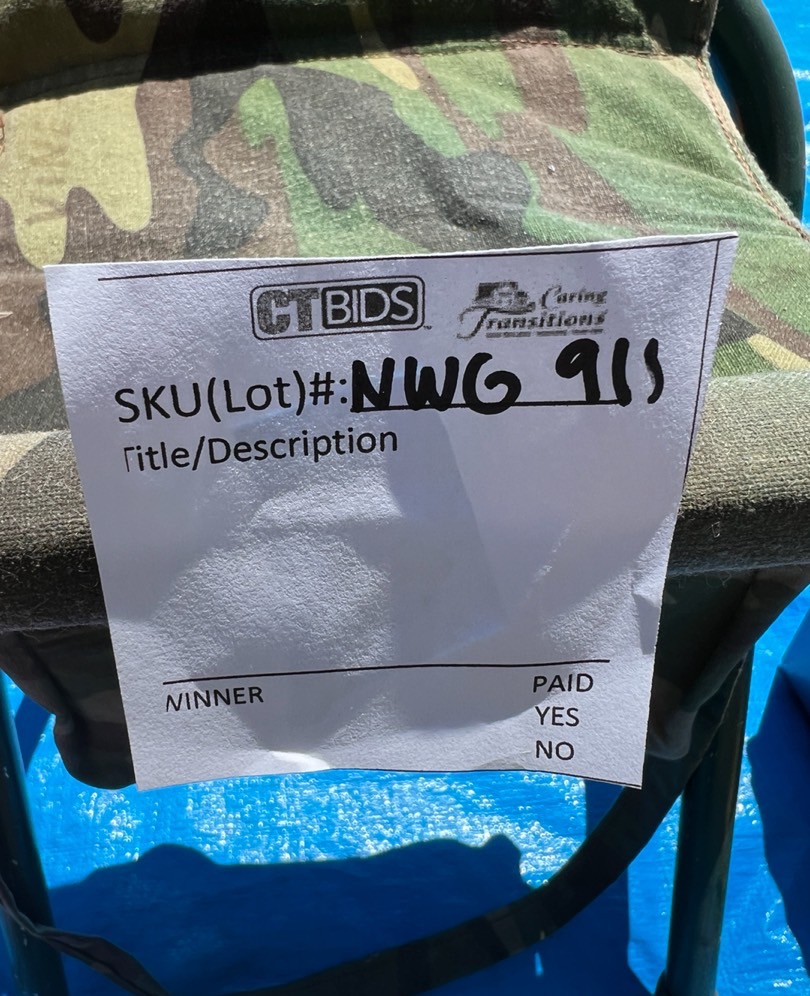 CTBIDS
Caring
Transitions
SKU(Lot)#: NWG 911
Title/Description
WINNER PAID
YES
NO